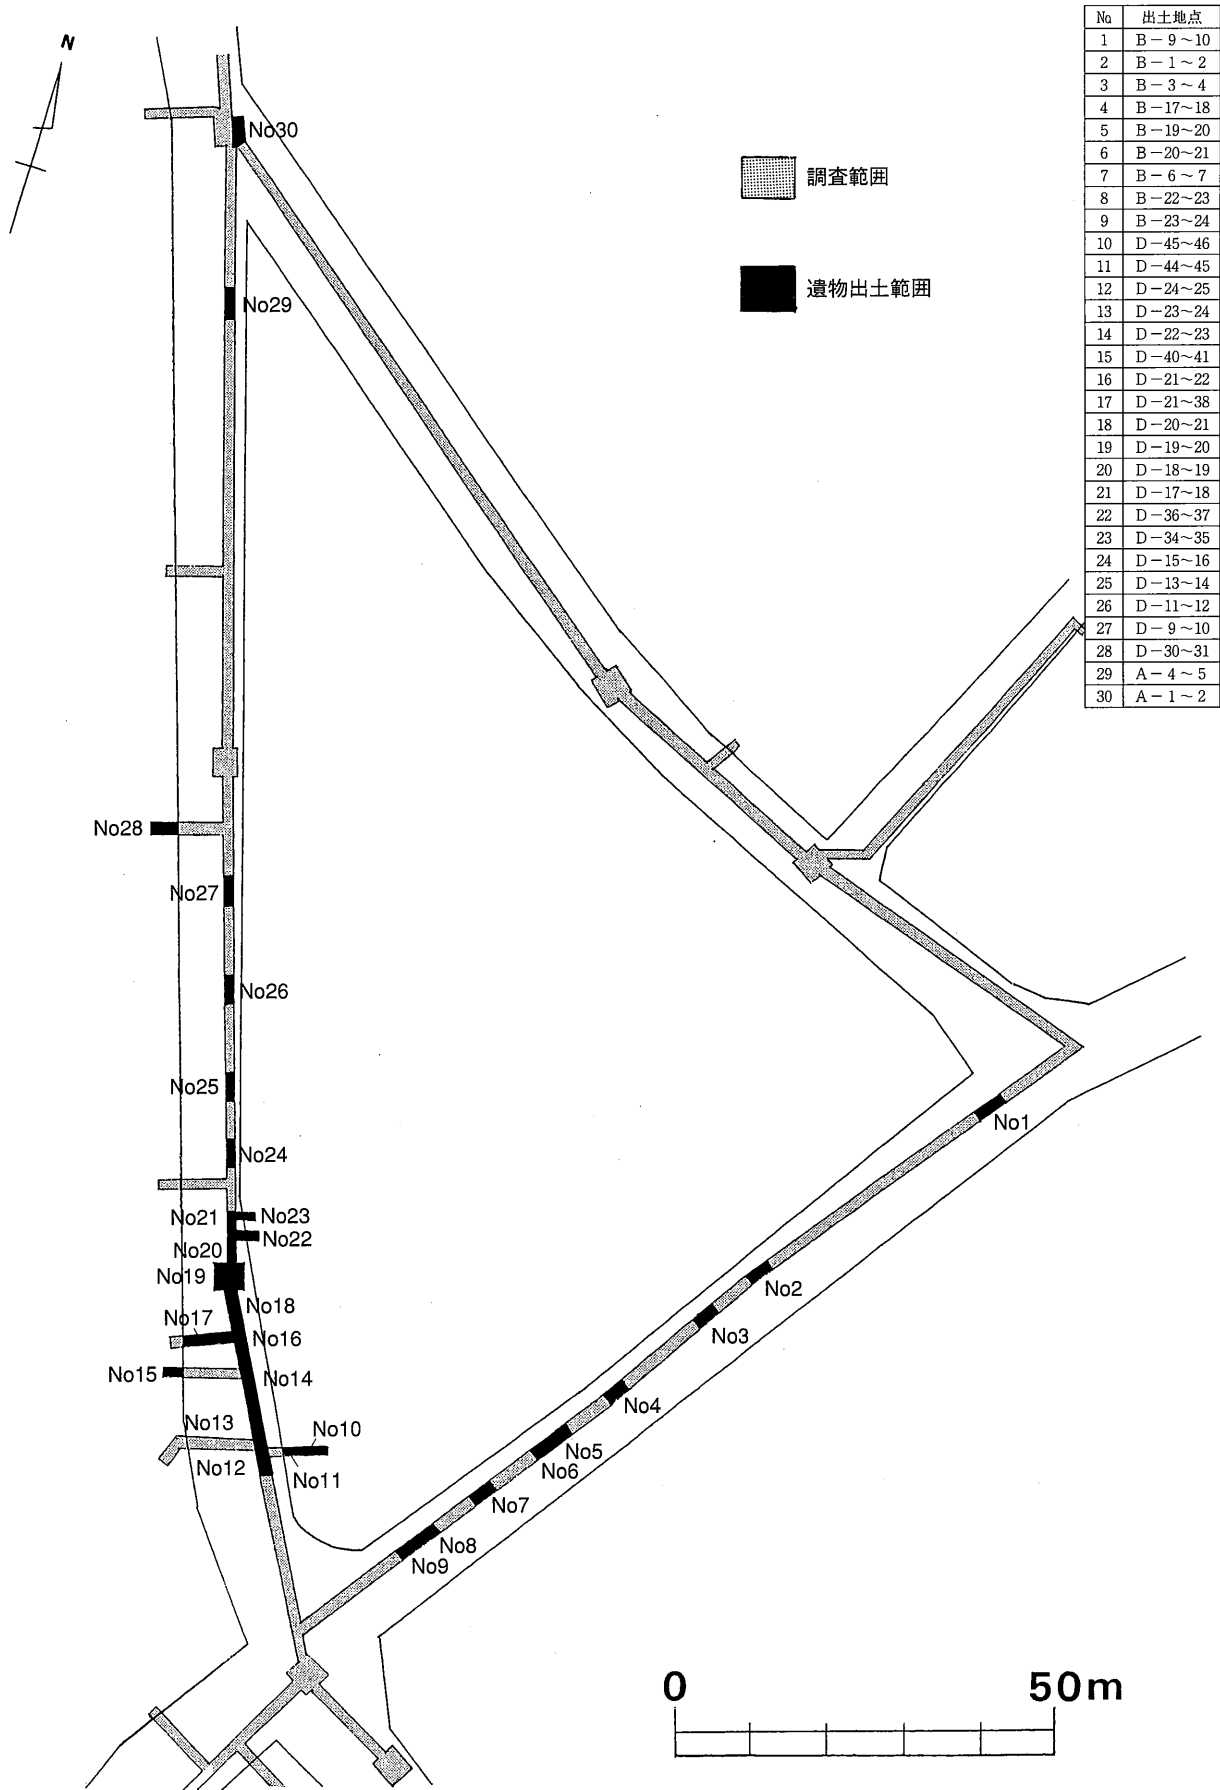 N
調査範囲
遺物出土範囲
No. 出土地点
1 B-9~10
2 B-1~2
3 B-3~4
4 B-17~18
5 B-19~20
6 B-20~21
7 B-6~7
8 B-22~23
9 B-23~24
10 D-45~46
11 D-44~45
12 D-24~25
13 D-23~24
14 D-22~23
15 D-40~41
16 D-21~22
17 D-21~38
18 D-20~21
19 D-19~20
20 D-18~19
21 D-17~18
22 D-36~37
23 D-34~35
24 D-15~16
25 D-13~14
26 D-11~12
27 D-9~10
28 D-30~31
29 A-4~5
30 A-1~2
No30
No29
No28
No27
No26
No25
No24
No21 No23
No22
No20
No19
No18
No17
No16
No15
No14
No13
No10
No12
No11
No1
No2
No3
No4
No5
No6
No7
No8
No9
0 50m